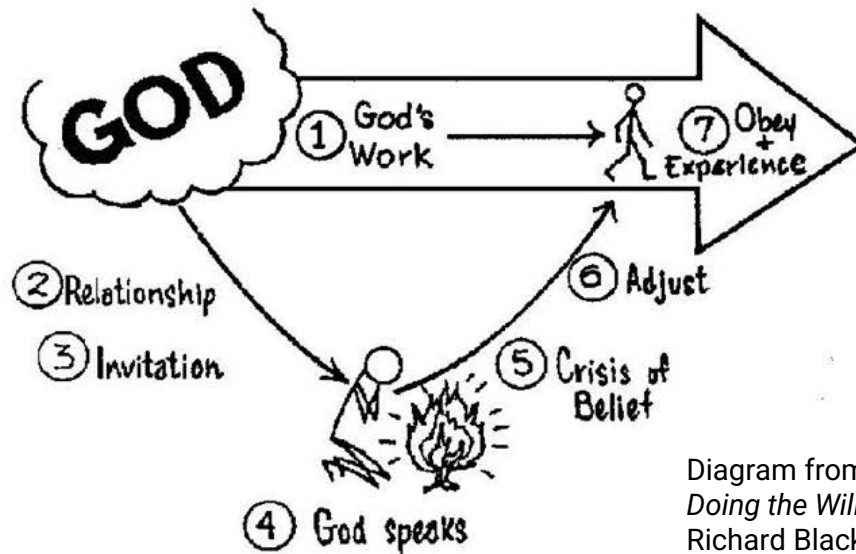 GOD
1 God's
Work
7 Obey
+
Experience
2 Relationship
3 Invitation
6 Adjust
5 Crisis of
Belief
4 God speaks
Diagram from
Doing the Will
Richard Black